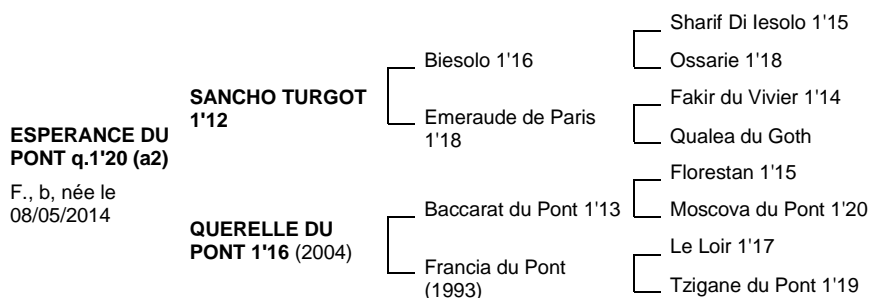 ESPERANCE DU
PONT q.1'20 (a2)
F., b, née le
08/05/2014
SANCHO TURGOT
1'12
QUERELLE DU
PONT 1'16 (2004)
Biesolo 1'16
Emeraude de Paris
1'18
Baccarat du Pont 1'13
Francia du Pont
(1993)
Sharif Di Iesolo 1'15
Ossarie 1'18
Fakir du Vivier 1'14
Qualea du Goth
Florestan 1'15
Moscova du Pont 1'20
Le Loir 1'17
Tzigane du Pont 1'19